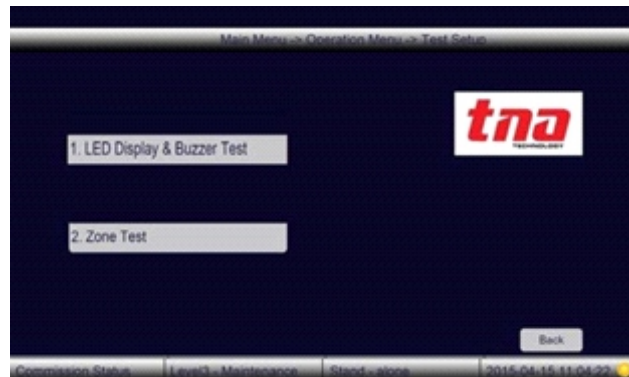 Main Menu -> Operation Menu -> Test Setup
tna
TECHNOLOGY
1. LED Display & Buzzer Test
2. Zone Test
Back
Commission Status Level3 - Maintenance Stand - alone 2015-04-15 11:04:22